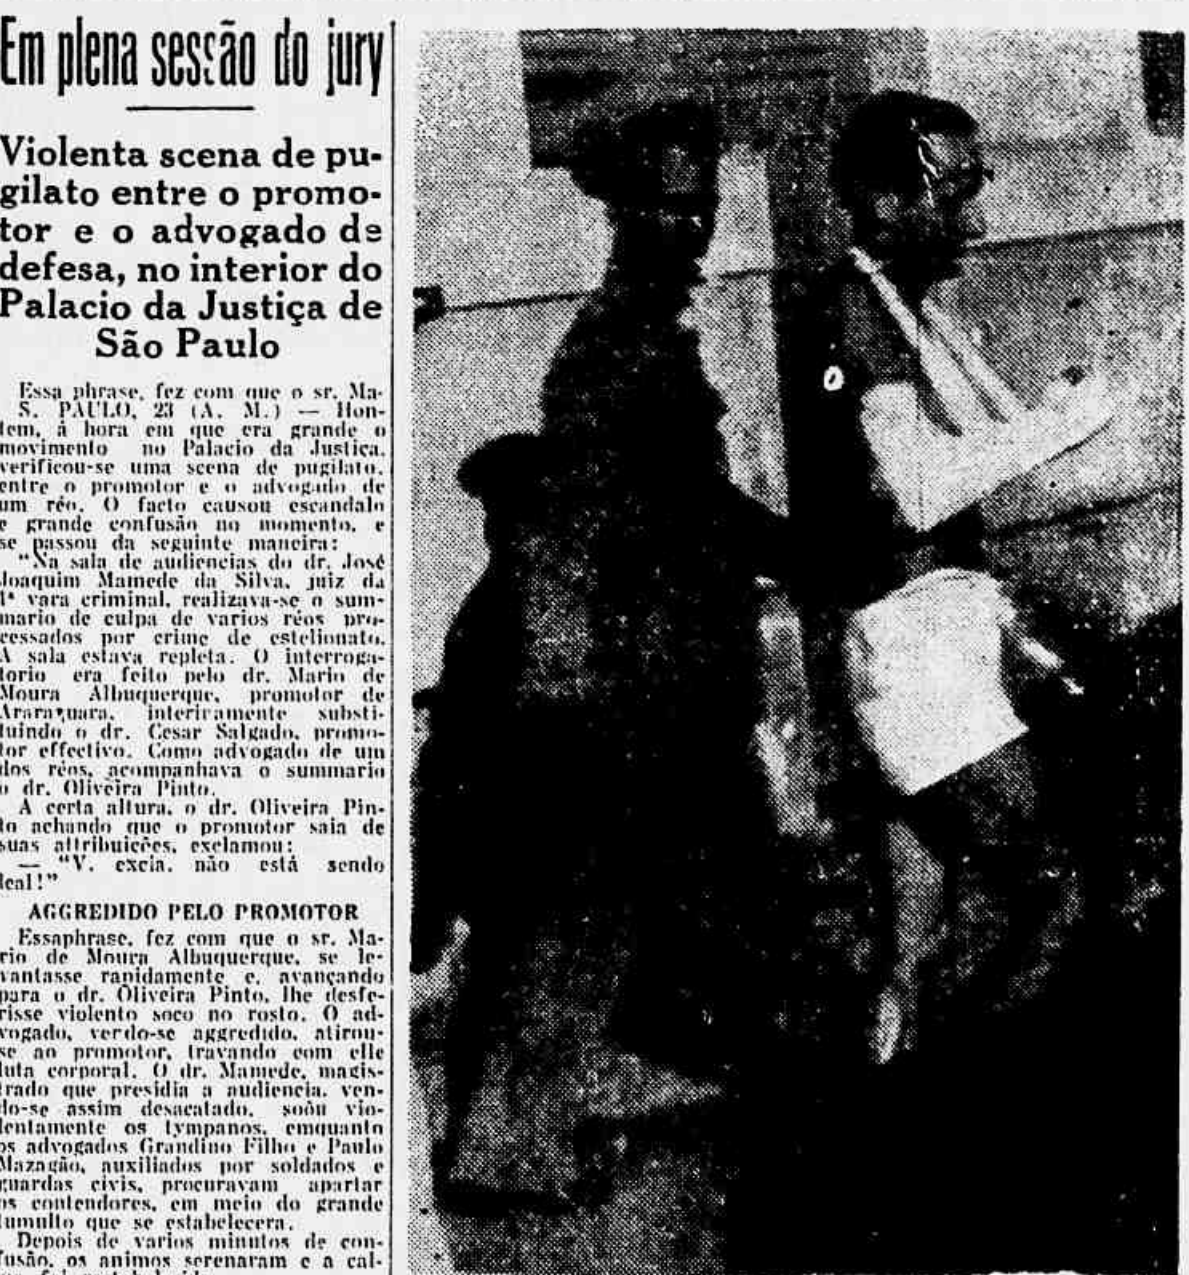 Em plena sessão do jury
Violenta scena de pu-
gilato entre o promo-
tor e o advogado de
defesa, no interior do
Palacio da Justiça de
São Paulo
Essa phrase, fez com que o sr. Ma-
S. PAULO, 23 (A. M.) — Hon-
tem, á hora em que era grande o
movimento no Palacio da Justiça,
verificou-se uma scena de pugilato,
entre o promotor e o advogado de
um réo. O facto causou escandalo
e grande confusão no momento, e
se passou da seguinte maneira:
"Na sala de audiencias do dr. José
Joaquim Mamede da Silva, juiz da
1ª vara criminal, realizava-se o sum-
mario de culpa de varios réos pro-
cessados por crime de estelionato.
A sala estava repleta. O interroga-
torio era feito pelo dr. Mario de
Moura Albuquerque, promotor de
Araraquara, interiramente substi-
tuindo o dr. Cesar Salgado, promo-
tor effectivo. Como advogado de um
dos réos, acompanhava o summario
o dr. Oliveira Pinto.
A certa altura, o dr. Oliveira Pin-
to achando que o promotor saia de
suas attribuições, exclamou:
— "V. excia. não está sendo
leal!"
AGGREDIDO PELO PROMOTOR
Essaphrase, fez com que o sr. Ma-
rio de Moura Albuquerque, se le-
vantasse rapidamente e, avançando
para o dr. Oliveira Pinto, lhe desfe-
risse violento soco no rosto. O ad-
vogado, verdo-se aggredido, atirou-
se ao promotor, travando com elle
luta corporal. O dr. Mamede, magis-
trado que presidia a audiencia, ven-
do-se assim desacatado, soôu vio-
lentamente os tympanos, emquanto
os advogados Grandino Filho e Paulo
Mazagão, auxiliados por soldados e
guardas civis, procuravam apartar
os contendores, em meio do grande
tumulto que se estabelecera.
Depois de varios minutos de con-
fusão, os animos serenaram e a cal-